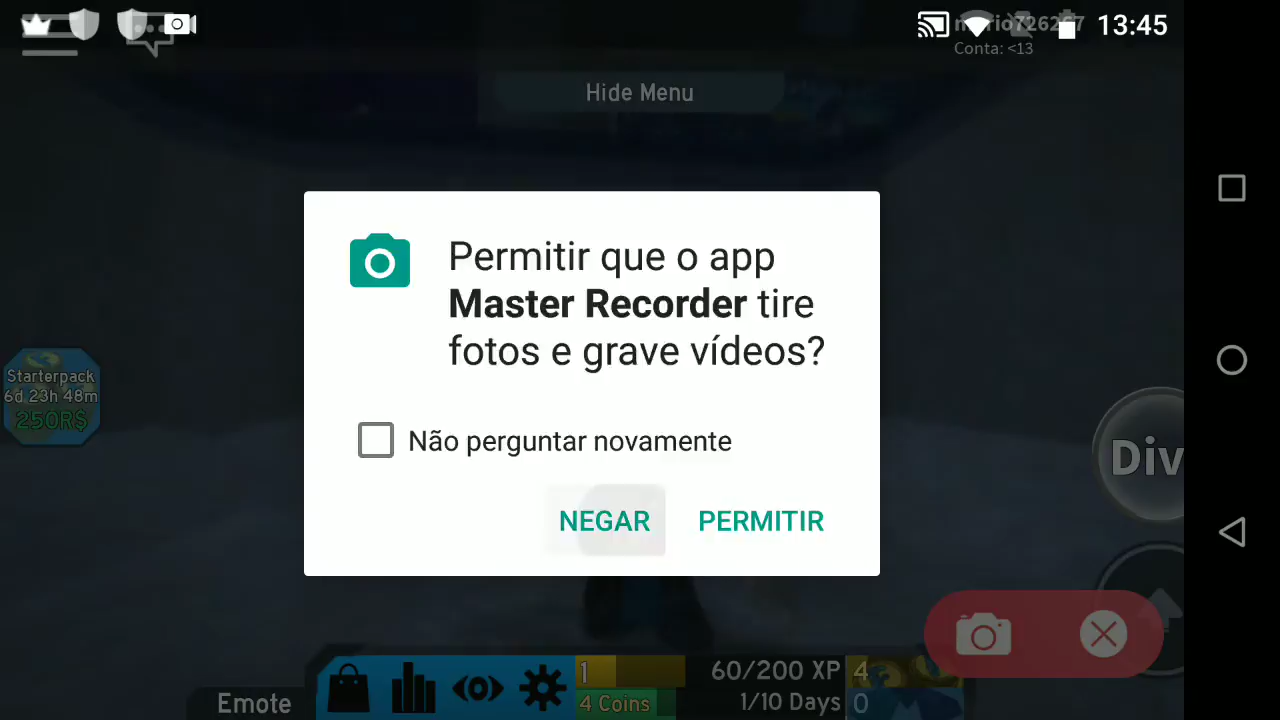 13:45
Conta: <13
Hide Menu
Permitir que o app
Master Recorder tire
fotos e grave vídeos?
Não perguntar novamente
NEGAR PERMITIR
Starterpack
6d 23h 48m
250R$
Div
Emote
1
4 Coins
60/200 XP
1/10 Days
4
0